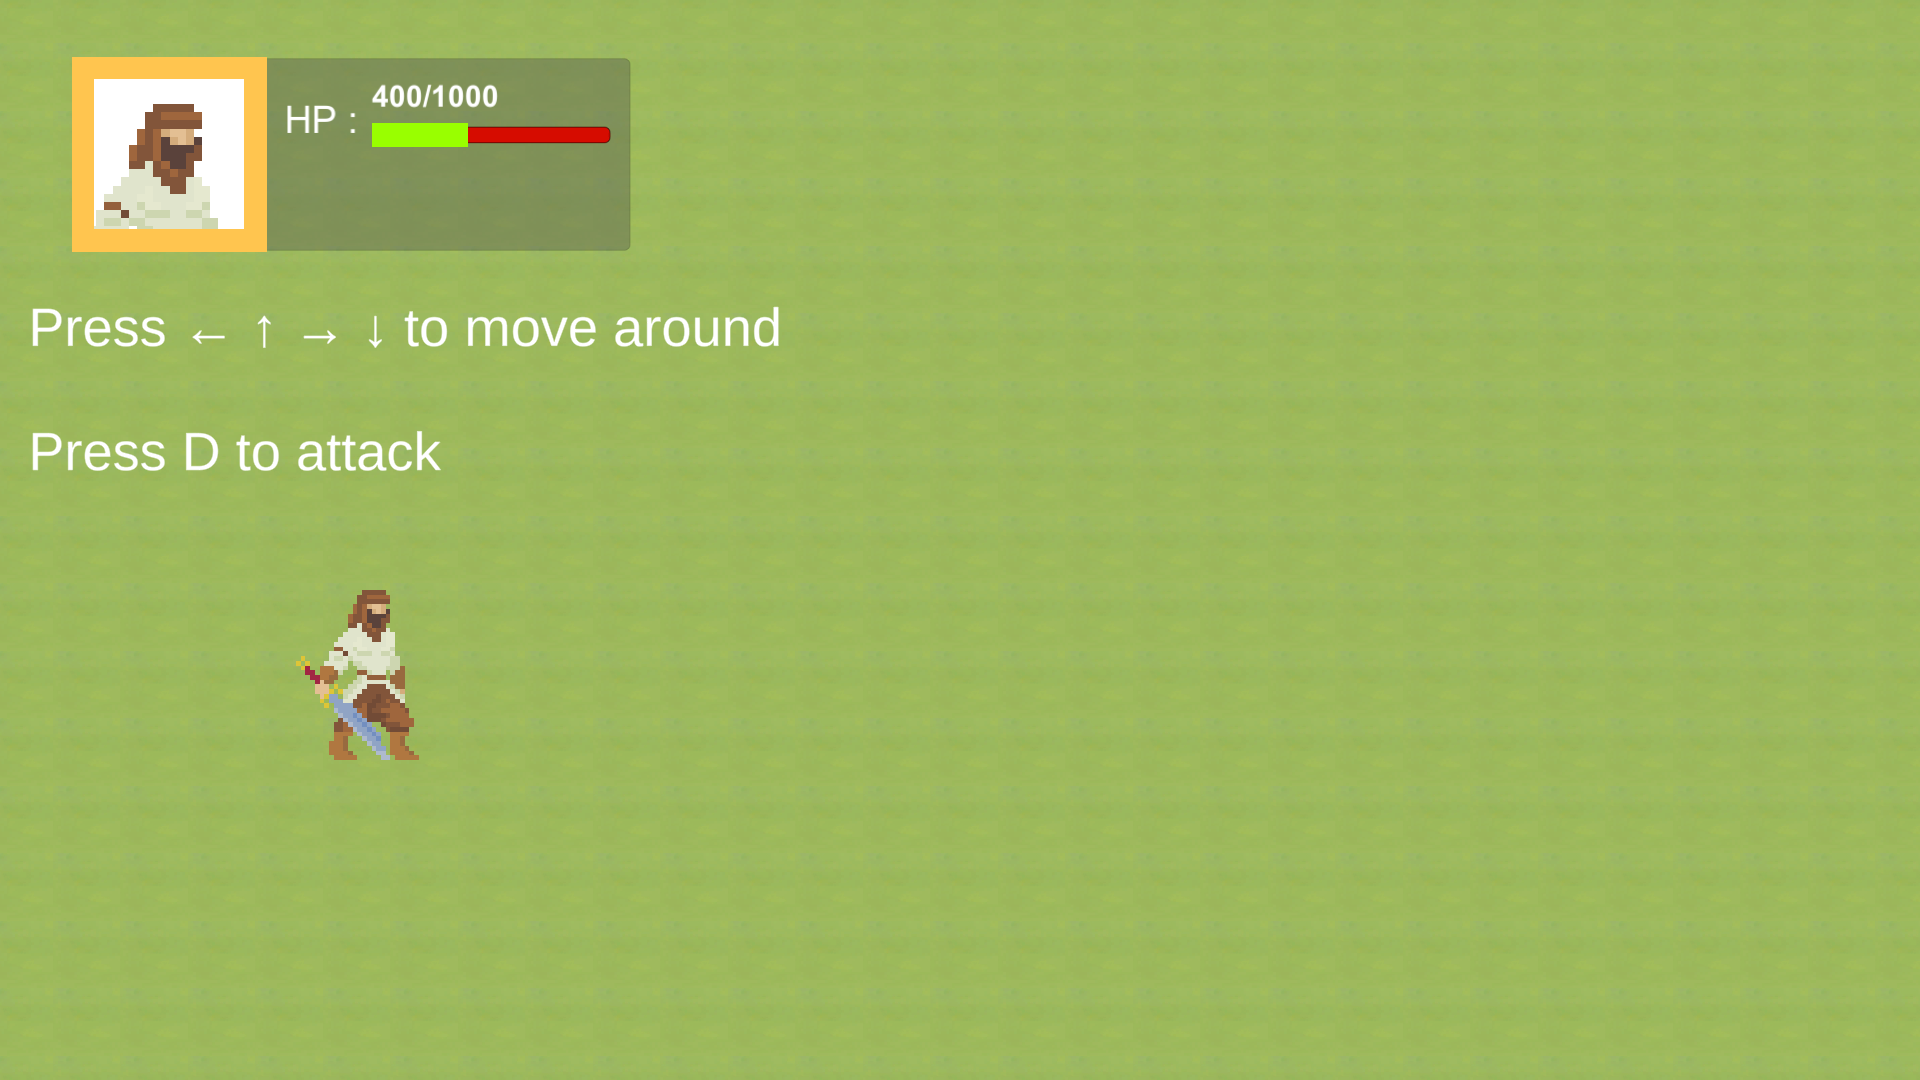 400/1000
HP :
Press ← ↑ → ↓ to move around
Press D to attack